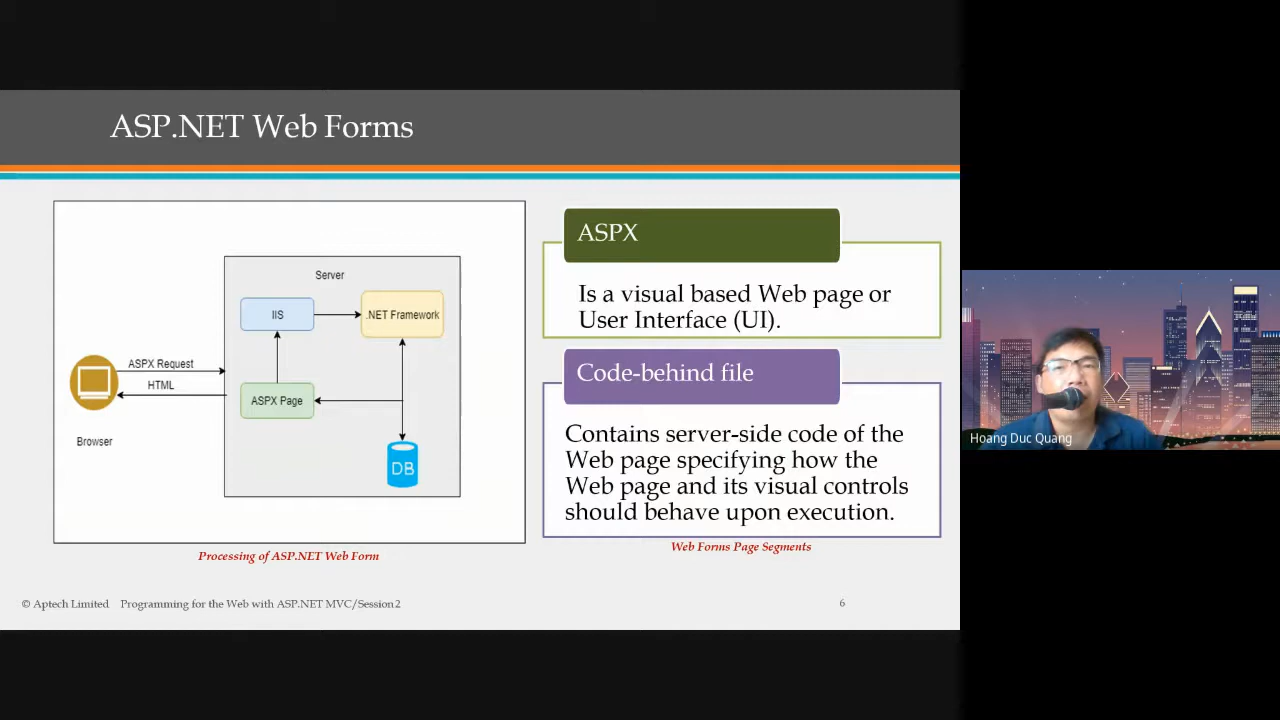 ASP.NET Web Forms
Server
IIS
.NET Framework
ASPX Request
HTML
ASPX Page
Browser
DB
Processing of ASP.NET Web Form
ASPX
Is a visual based Web page or
User Interface (UI).
Code-behind file
Contains server-side code of the
Web page specifying how the
Web page and its visual controls
should behave upon execution.
Web Forms Page Segments
© Aptech Limited Programming for the Web with ASP.NET MVC/Session2
6
Hoang Duc Quang